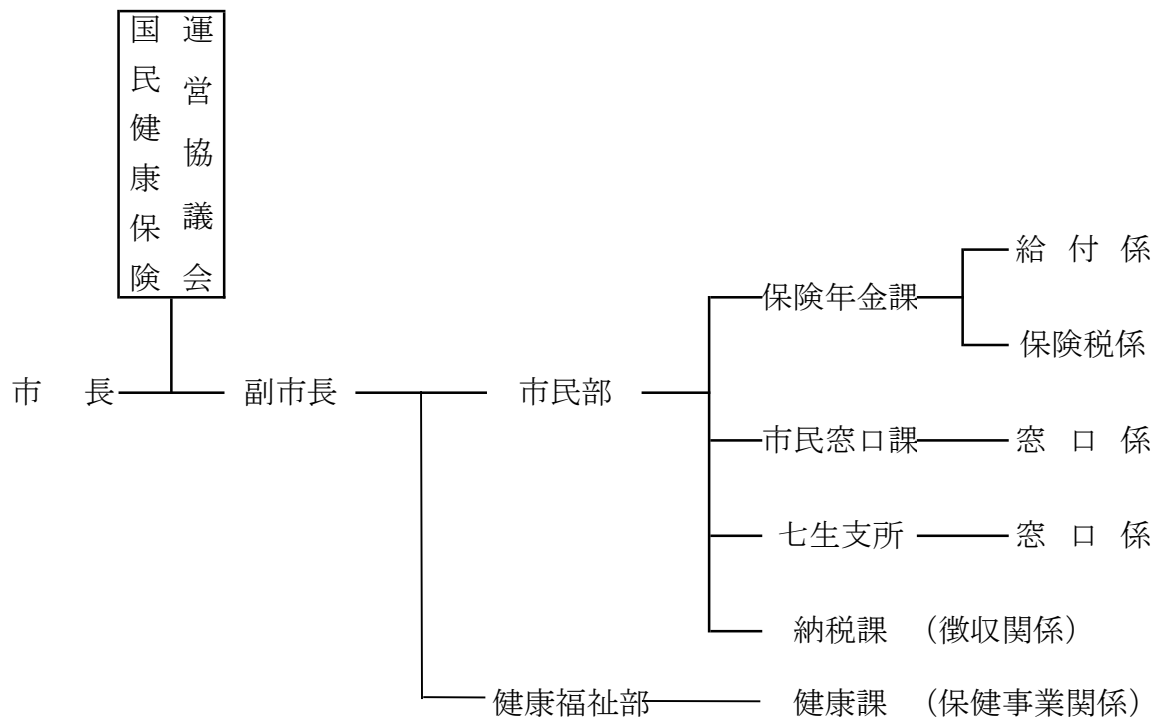 国民健康保険
運営協議会
給付係
保険年金課
保険税係
市長
副市長
市民部
市民窓口課
窓口係
七生支所
窓口係
納税課 （徴収関係）
健康福祉部
健康課 （保健事業関係）